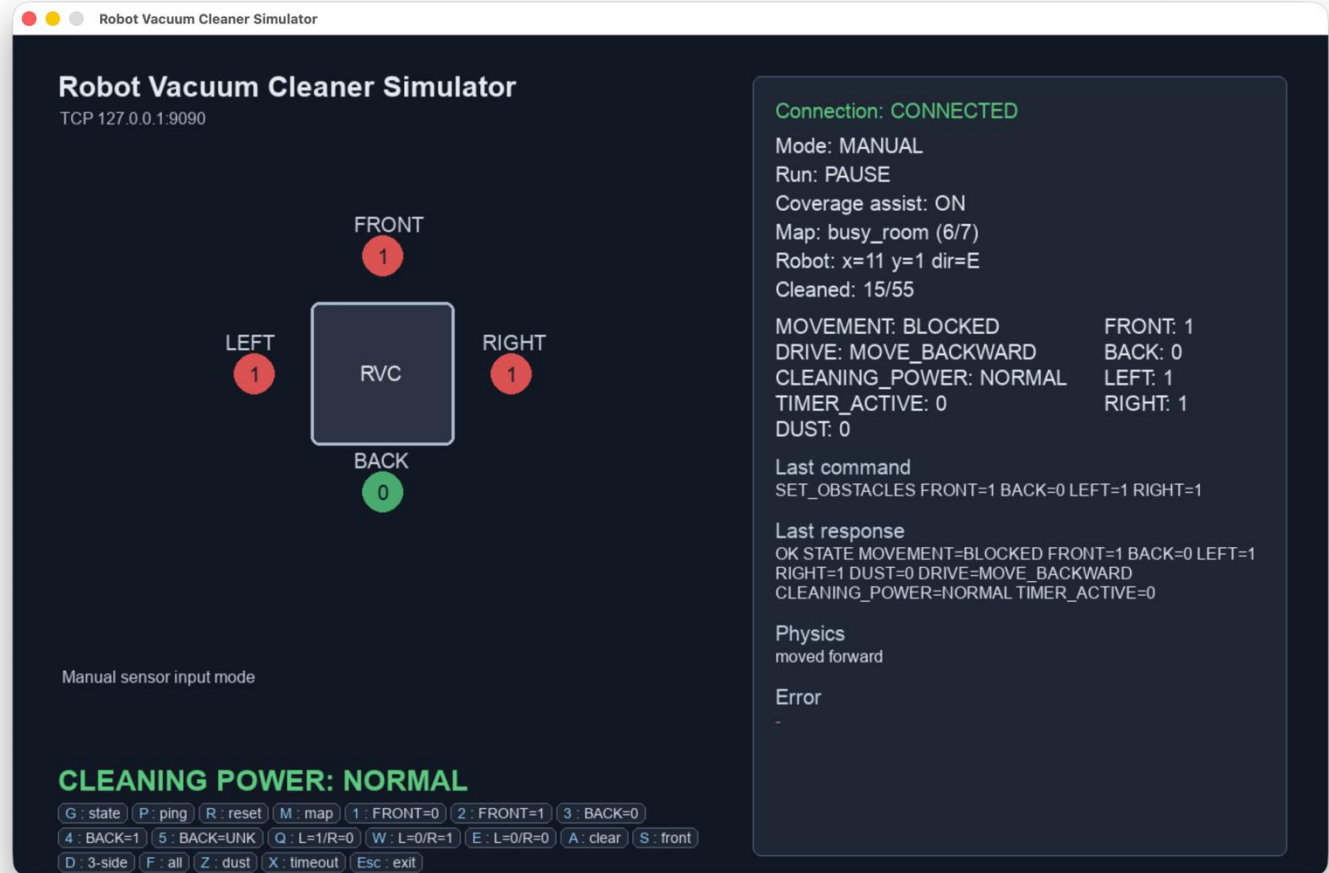 Robot Vacuum Cleaner Simulator
Robot Vacuum Cleaner Simulator
TCP 127.0.0.1:9090
FRONT
1
LEFT
1
RVC
RIGHT
1
BACK
0
Manual sensor input mode
CLEANING POWER: NORMAL
G : state P : ping R : reset M : map 1 : FRONT=0 2 : FRONT=1 3 : BACK=0
4 : BACK=1 5 : BACK=UNK Q : L=1/R=0 W : L=0/R=1 E : L=0/R=0 A : clear S : front
D : 3-side F : all Z : dust X : timeout Esc : exit
Connection: CONNECTED
Mode: MANUAL
Run: PAUSE
Coverage assist: ON
Map: busy_room (6/7)
Robot: x=11 y=1 dir=E
Cleaned: 15/55
MOVEMENT: BLOCKED FRONT: 1
DRIVE: MOVE_BACKWARD BACK: 0
CLEANING_POWER: NORMAL LEFT: 1
TIMER_ACTIVE: 0 RIGHT: 1
DUST: 0
Last command
SET_OBSTACLES FRONT=1 BACK=0 LEFT=1 RIGHT=1
Last response
OK STATE MOVEMENT=BLOCKED FRONT=1 BACK=0 LEFT=1
RIGHT=1 DUST=0 DRIVE=MOVE_BACKWARD
CLEANING_POWER=NORMAL TIMER_ACTIVE=0
Physics
moved forward
Error
-